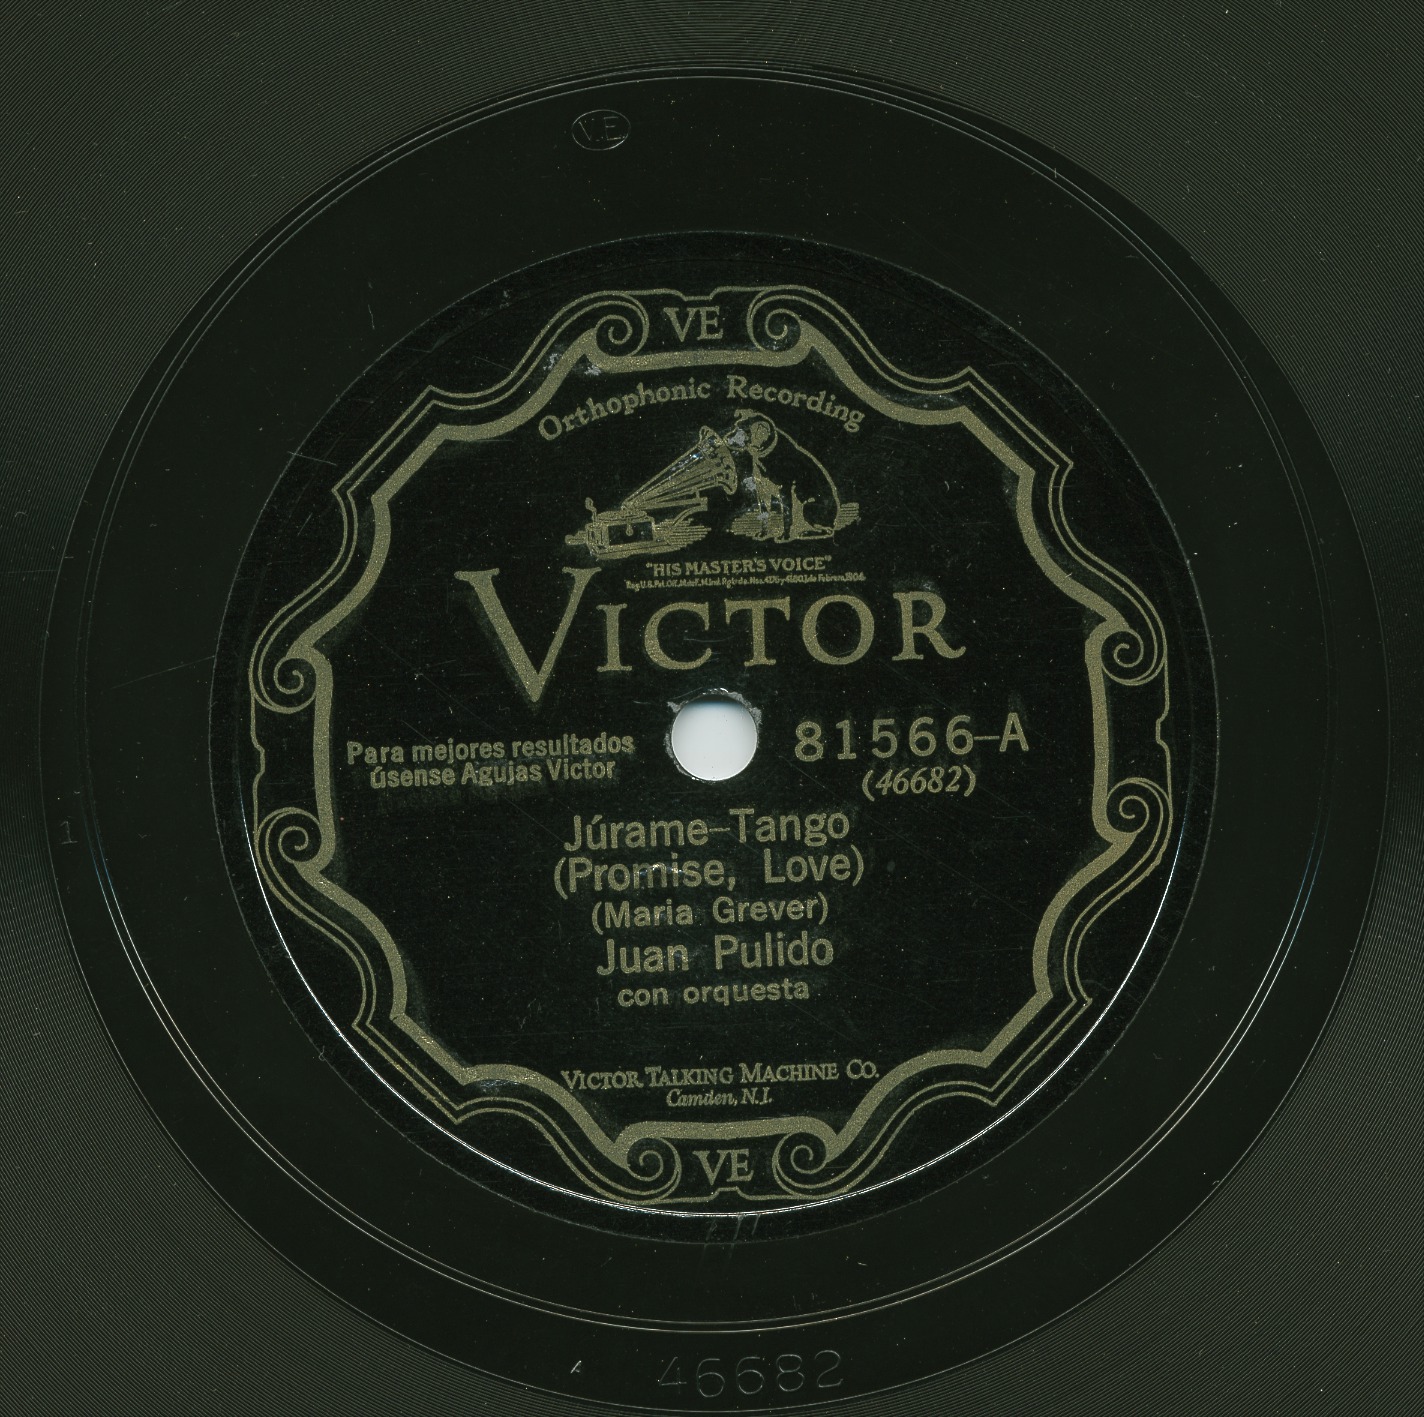 V.E.
VE
Orthophonic Recording
"HIS MASTER'S VOICE"
VICTOR
Para mejores resultados
úsense Agujas Victor
81566-A
(46682)
Júrame-Tango
(Promise, Love)
(Maria Grever)
Juan Pulido
con orquesta
VICTOR TALKING MACHINE CO.
Camden, N.J.
VE
1
46682